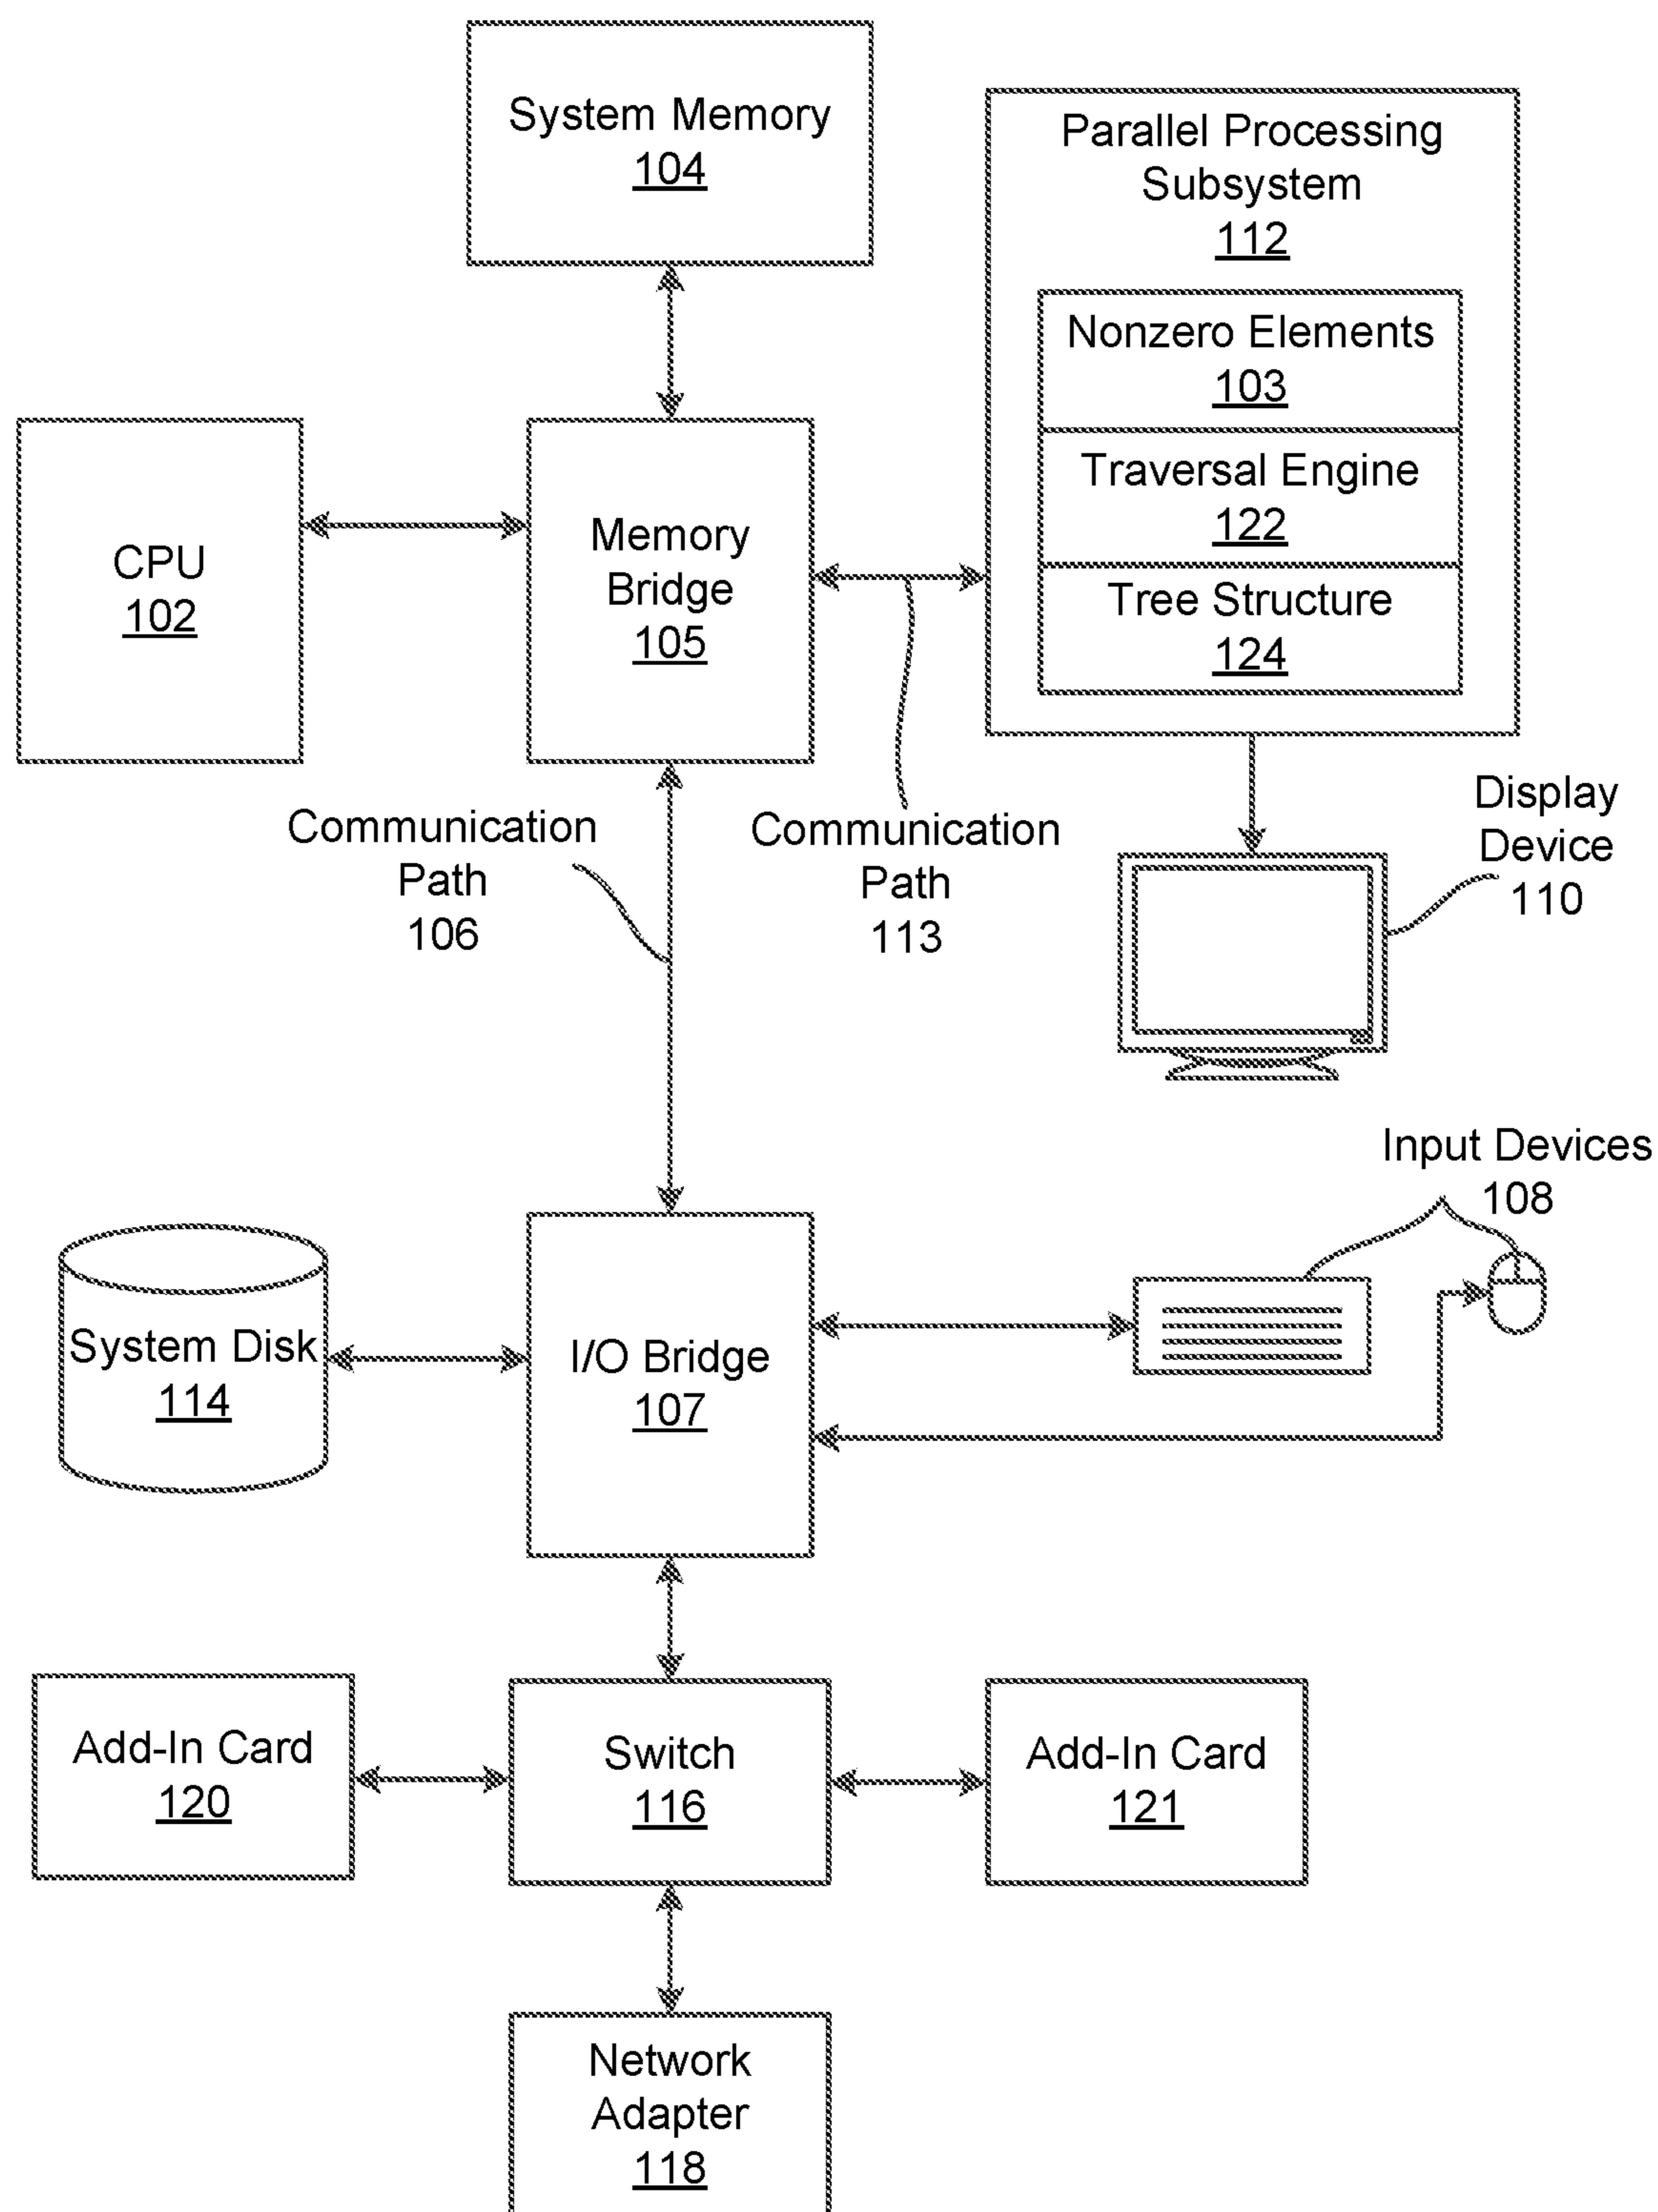 System Memory
104
Parallel Processing
Subsystem
112
Nonzero Elements
103
Traversal Engine
122
Tree Structure
124
CPU
102
Memory
Bridge
105
Communication
Path
106
Communication
Path
113
Display
Device
110
Input Devices
108
System Disk
114
I/O Bridge
107
Add-In Card
120
Switch
116
Add-In Card
121
Network
Adapter
118